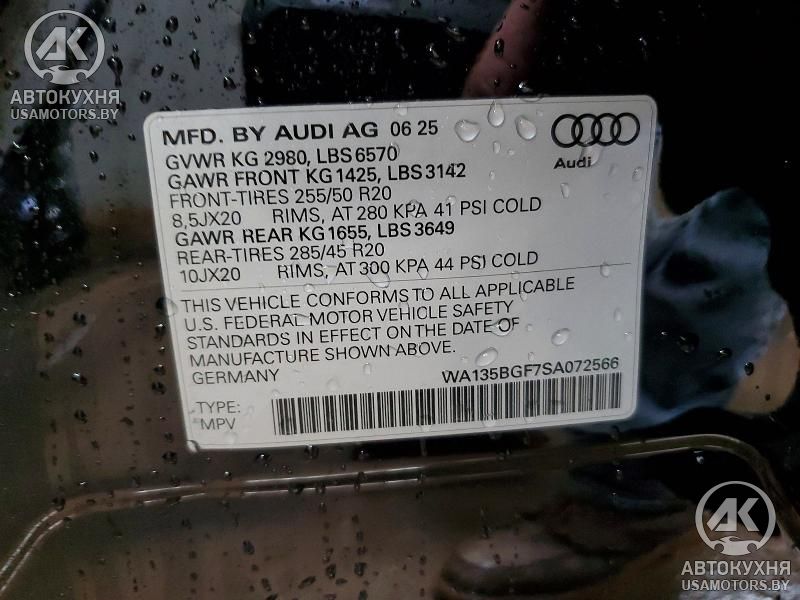 АК
АВТОКУХНЯ
USAMOTORS.BY
MFD. BY AUDI AG 06 25
Audi
GVWR KG 2980, LBS 6570
GAWR FRONT KG 1425, LBS 3142
FRONT-TIRES 255/50 R20
8,5JX20 RIMS, AT 280 KPA 41 PSI COLD
GAWR REAR KG 1655, LBS 3649
REAR-TIRES 285/45 R20
10JX20 RIMS, AT 300 KPA 44 PSI COLD
THIS VEHICLE CONFORMS TO ALL APPLICABLE
U.S. FEDERAL MOTOR VEHICLE SAFETY
STANDARDS IN EFFECT ON THE DATE OF
MANUFACTURE SHOWN ABOVE.
GERMANY WA135BGF7SA072566
TYPE:
MPV
АК
АВТОКУХНЯ
USAMOTORS.BY